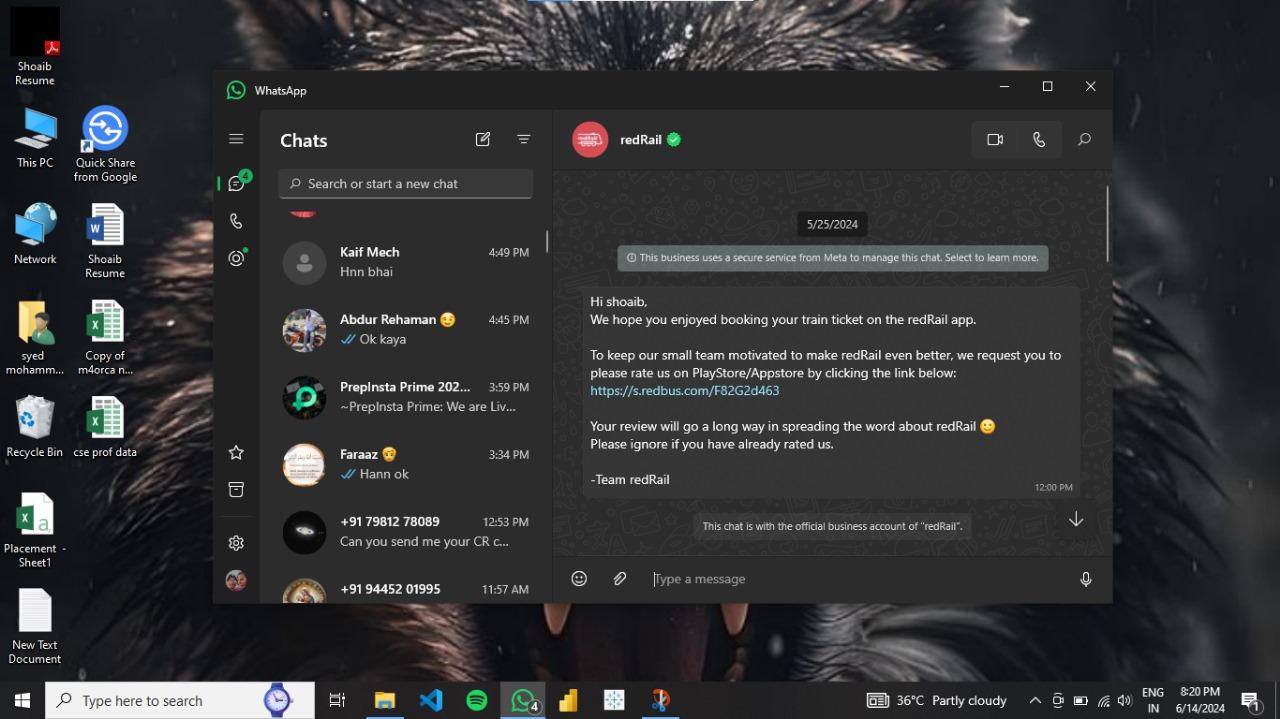 Shoaib
Resume
This PC
Quick Share
from Google
Network
Shoaib
Resume
syed
mohamm...
Copy of
m4orca n...
Recycle Bin
cse prof data
Placement -
Sheet1
New Text
Document
WhatsApp
4
Chats
Search or start a new chat
Kaif Mech
4:49 PM
Hnn bhai
Abdur Rehaman 😉
4:45 PM
Ok kaya
PrepInsta Prime 202...
3:59 PM
~PrepInsta Prime: We are Liv...
Faraaz
3:34 PM
Hann ok
+91 79812 78089
12:53 PM
Can you send me your CR c...
+91 94452 01995
11:57 AM
redRail
redRail
5/25/2024
This business uses a secure service from Meta to manage this chat. Select to learn more.
Hi shoaib,
We hope you enjoyed booking your train ticket on the redRail app.
To keep our small team motivated to make redRail even better, we request you to
please rate us on PlayStore/Appstore by clicking the link below:
https://s.redbus.com/F82G2d463
Your review will go a long way in spreading the word about redRail 😀
Please ignore if you have already rated us.
-Team redRail
12:00 PM
This chat is with the official business account of "redRail".
Type a message
Type here to search
4
36°C Partly cloudy
ENG
IN
8:20 PM
6/14/2024
1